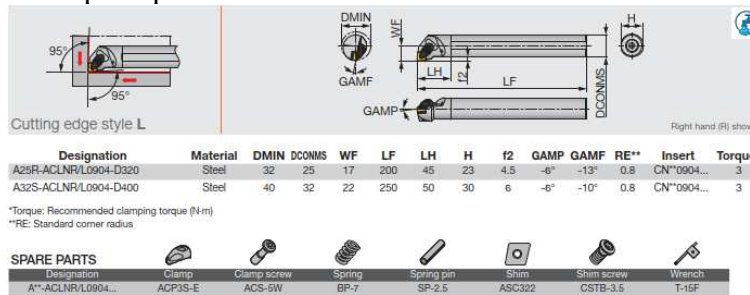 DMIN
WF
H
95°
95°
GAMF
LH
f2
LF
DCONMS
GAMP
Cutting edge style L
Right hand (R) show
Designation Material DMIN DCONMS WF LF LH H f2 GAMP GAMF RE** Insert Torque
A25R-ACLNR/L0904-D320 Steel 32 25 17 200 45 23 4.5 -6° -13° 0.8 CN**0904... 3
A32S-ACLNR/L0904-D400 Steel 40 32 22 250 50 30 6 -6° -10° 0.8 CN**0904... 3
*Torque: Recommended clamping torque (N·m)
**RE: Standard corner radius
SPARE PARTS
Designation Clamp Clamp screw Spring Spring pin Shim Shim screw Wrench
A**-ACLNR/L0904... ACP3S-E ACS-5W BP-7 SP-2.5 ASC322 CSTB-3.5 T-15F